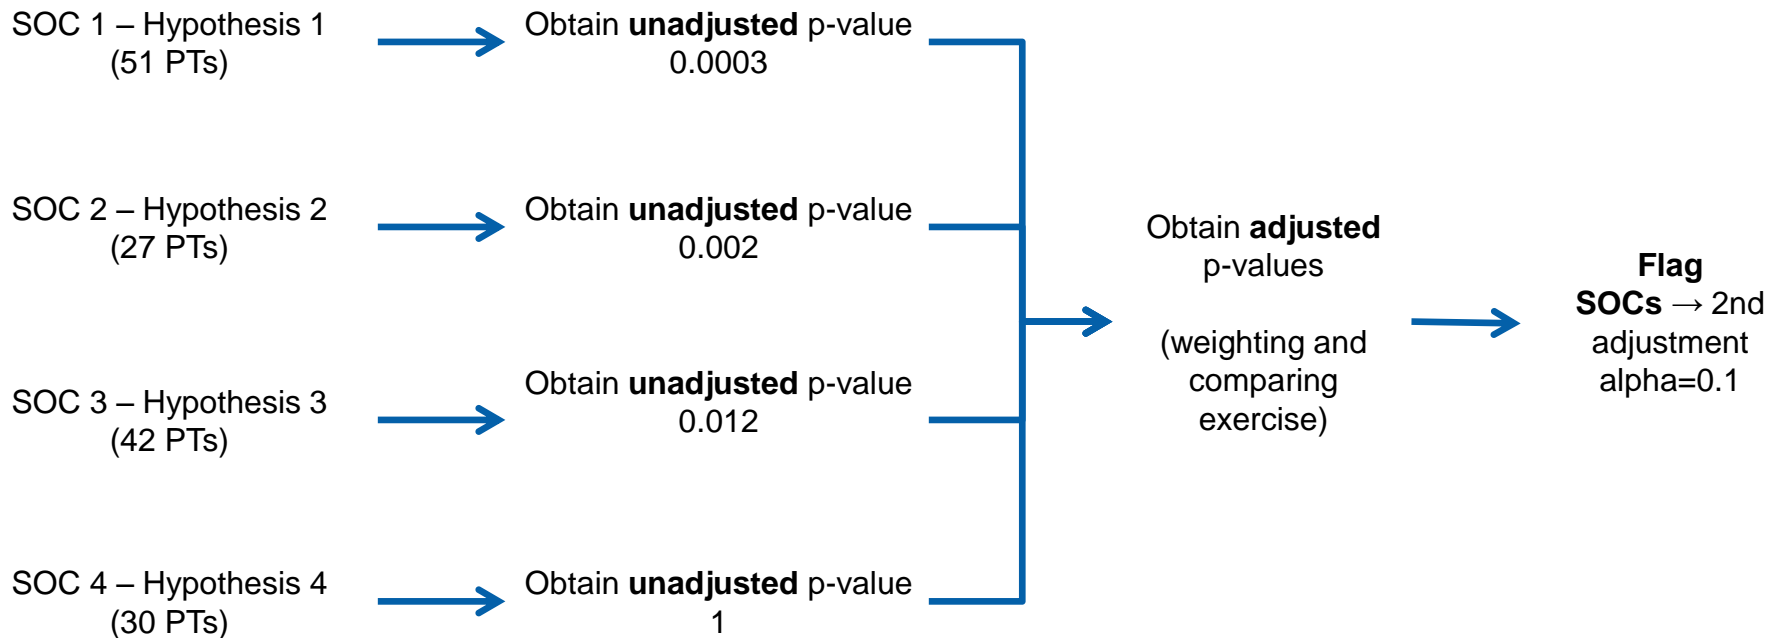 SOC 1 – Hypothesis 1
(51 PTs)
Obtain unadjusted p-value
0.0003
SOC 2 – Hypothesis 2
(27 PTs)
Obtain unadjusted p-value
0.002
SOC 3 – Hypothesis 3
(42 PTs)
Obtain unadjusted p-value
0.012
SOC 4 – Hypothesis 4
(30 PTs)
Obtain unadjusted p-value
1
Obtain adjusted
p-values
(weighting and
comparing
exercise)
Flag
SOCs → 2nd
adjustment
alpha=0.1